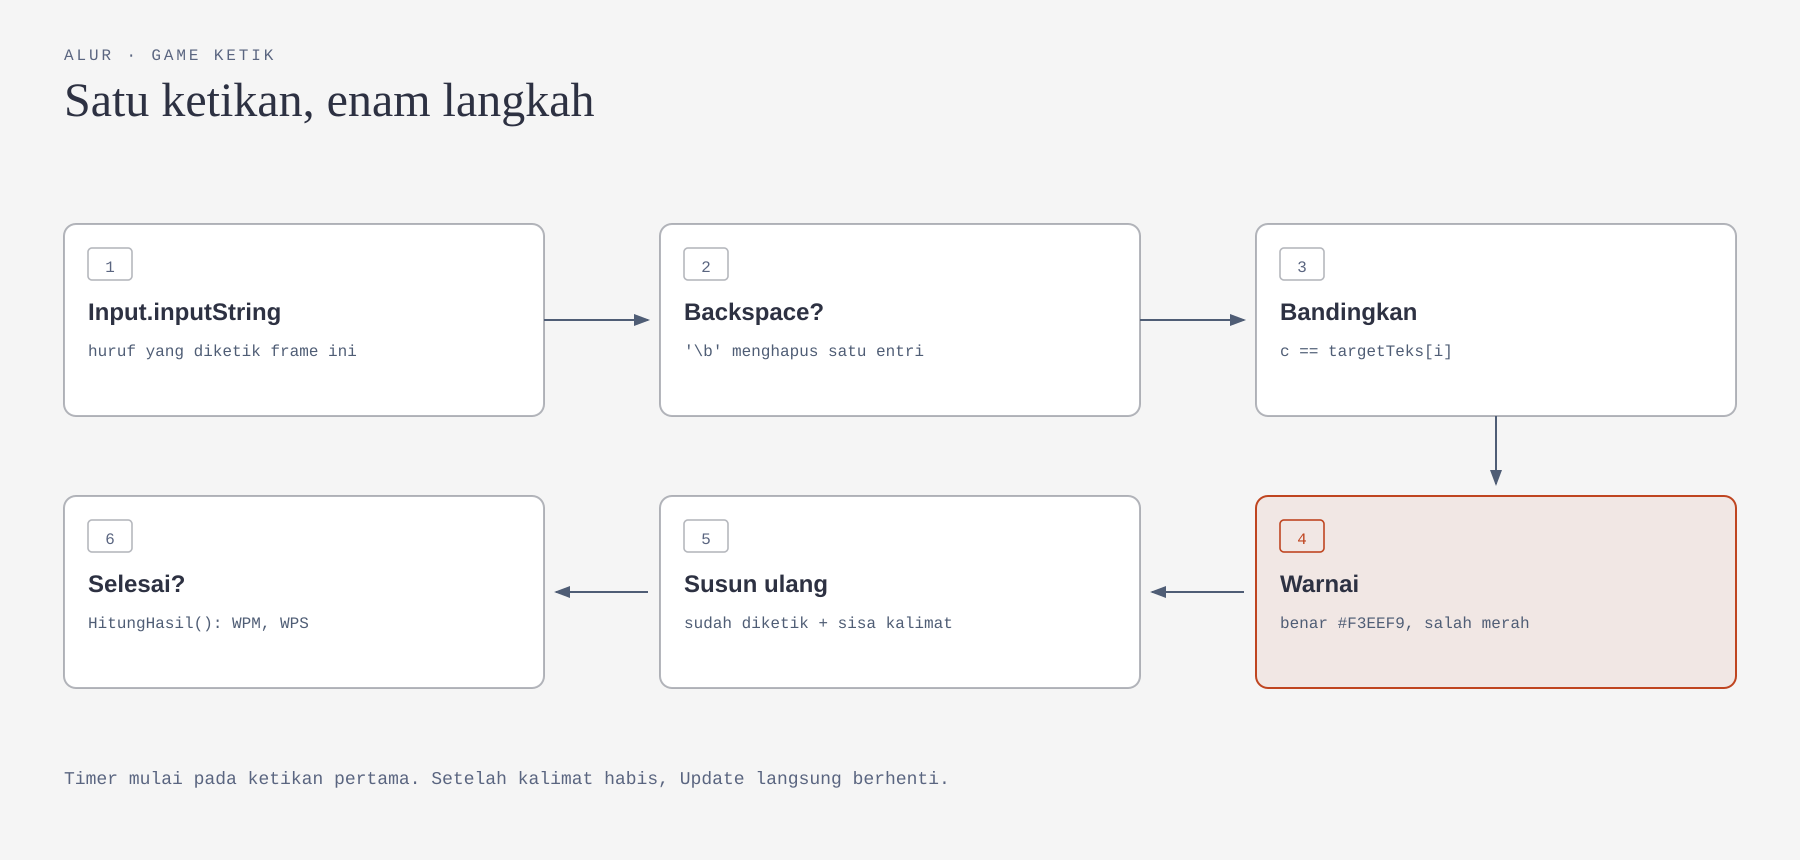 ALUR · GAME KETIK
Satu ketikan, enam langkah
1
Input.inputString
huruf yang diketik frame ini
2
Backspace?
'\b' menghapus satu entri
3
Bandingkan
c == targetTeks[i]
4
Warnai
benar #F3EEF9, salah merah
5
Susun ulang
sudah diketik + sisa kalimat
6
Selesai?
HitungHasil(): WPM, WPS
Timer mulai pada ketikan pertama. Setelah kalimat habis, Update langsung berhenti.